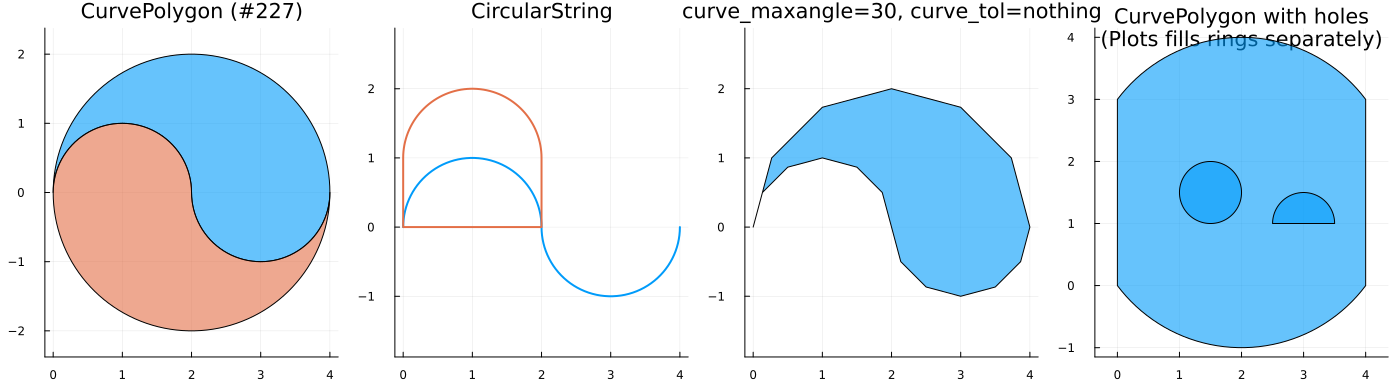 CurvePolygon (#227)
2
1
0
−1
−2
0 1 2 3 4
CircularString
2
1
0
−1
0 1 2 3 4
curve_maxangle=30, curve_tol=nothing
2
1
0
−1
0 1 2 3 4
CurvePolygon with holes
(Plots fills rings separately)
4
3
2
1
0
−1
0 1 2 3 4